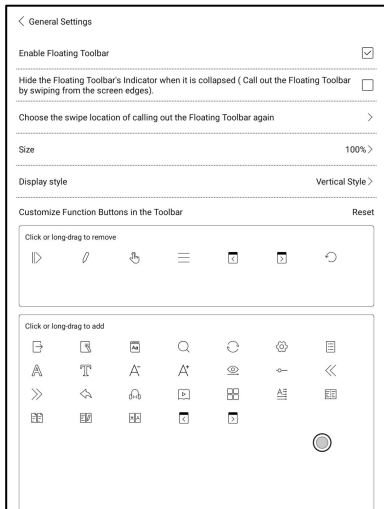 General Settings
Enable Floating Toolbar
Hide the Floating Toolbar's Indicator when it is collapsed ( Call out the Floating Toolbar
by swiping from the screen edges).
Choose the swipe location of calling out the Floating Toolbar again
Size 100%
Display style Vertical Style
Customize Function Buttons in the Toolbar Reset
Click or long-drag to remove
Click or long-drag to add
Aa
A T A- A+
A